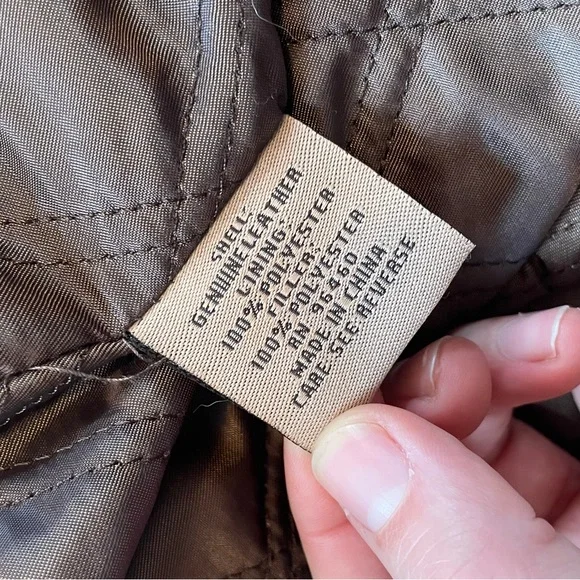 SHELL:
GENUINE LEATHER
LINING:
100% POLYESTER
FILLER:
100% POLYESTER
RN 96460
MADE IN CHINA
CARE-SEE REVERSE